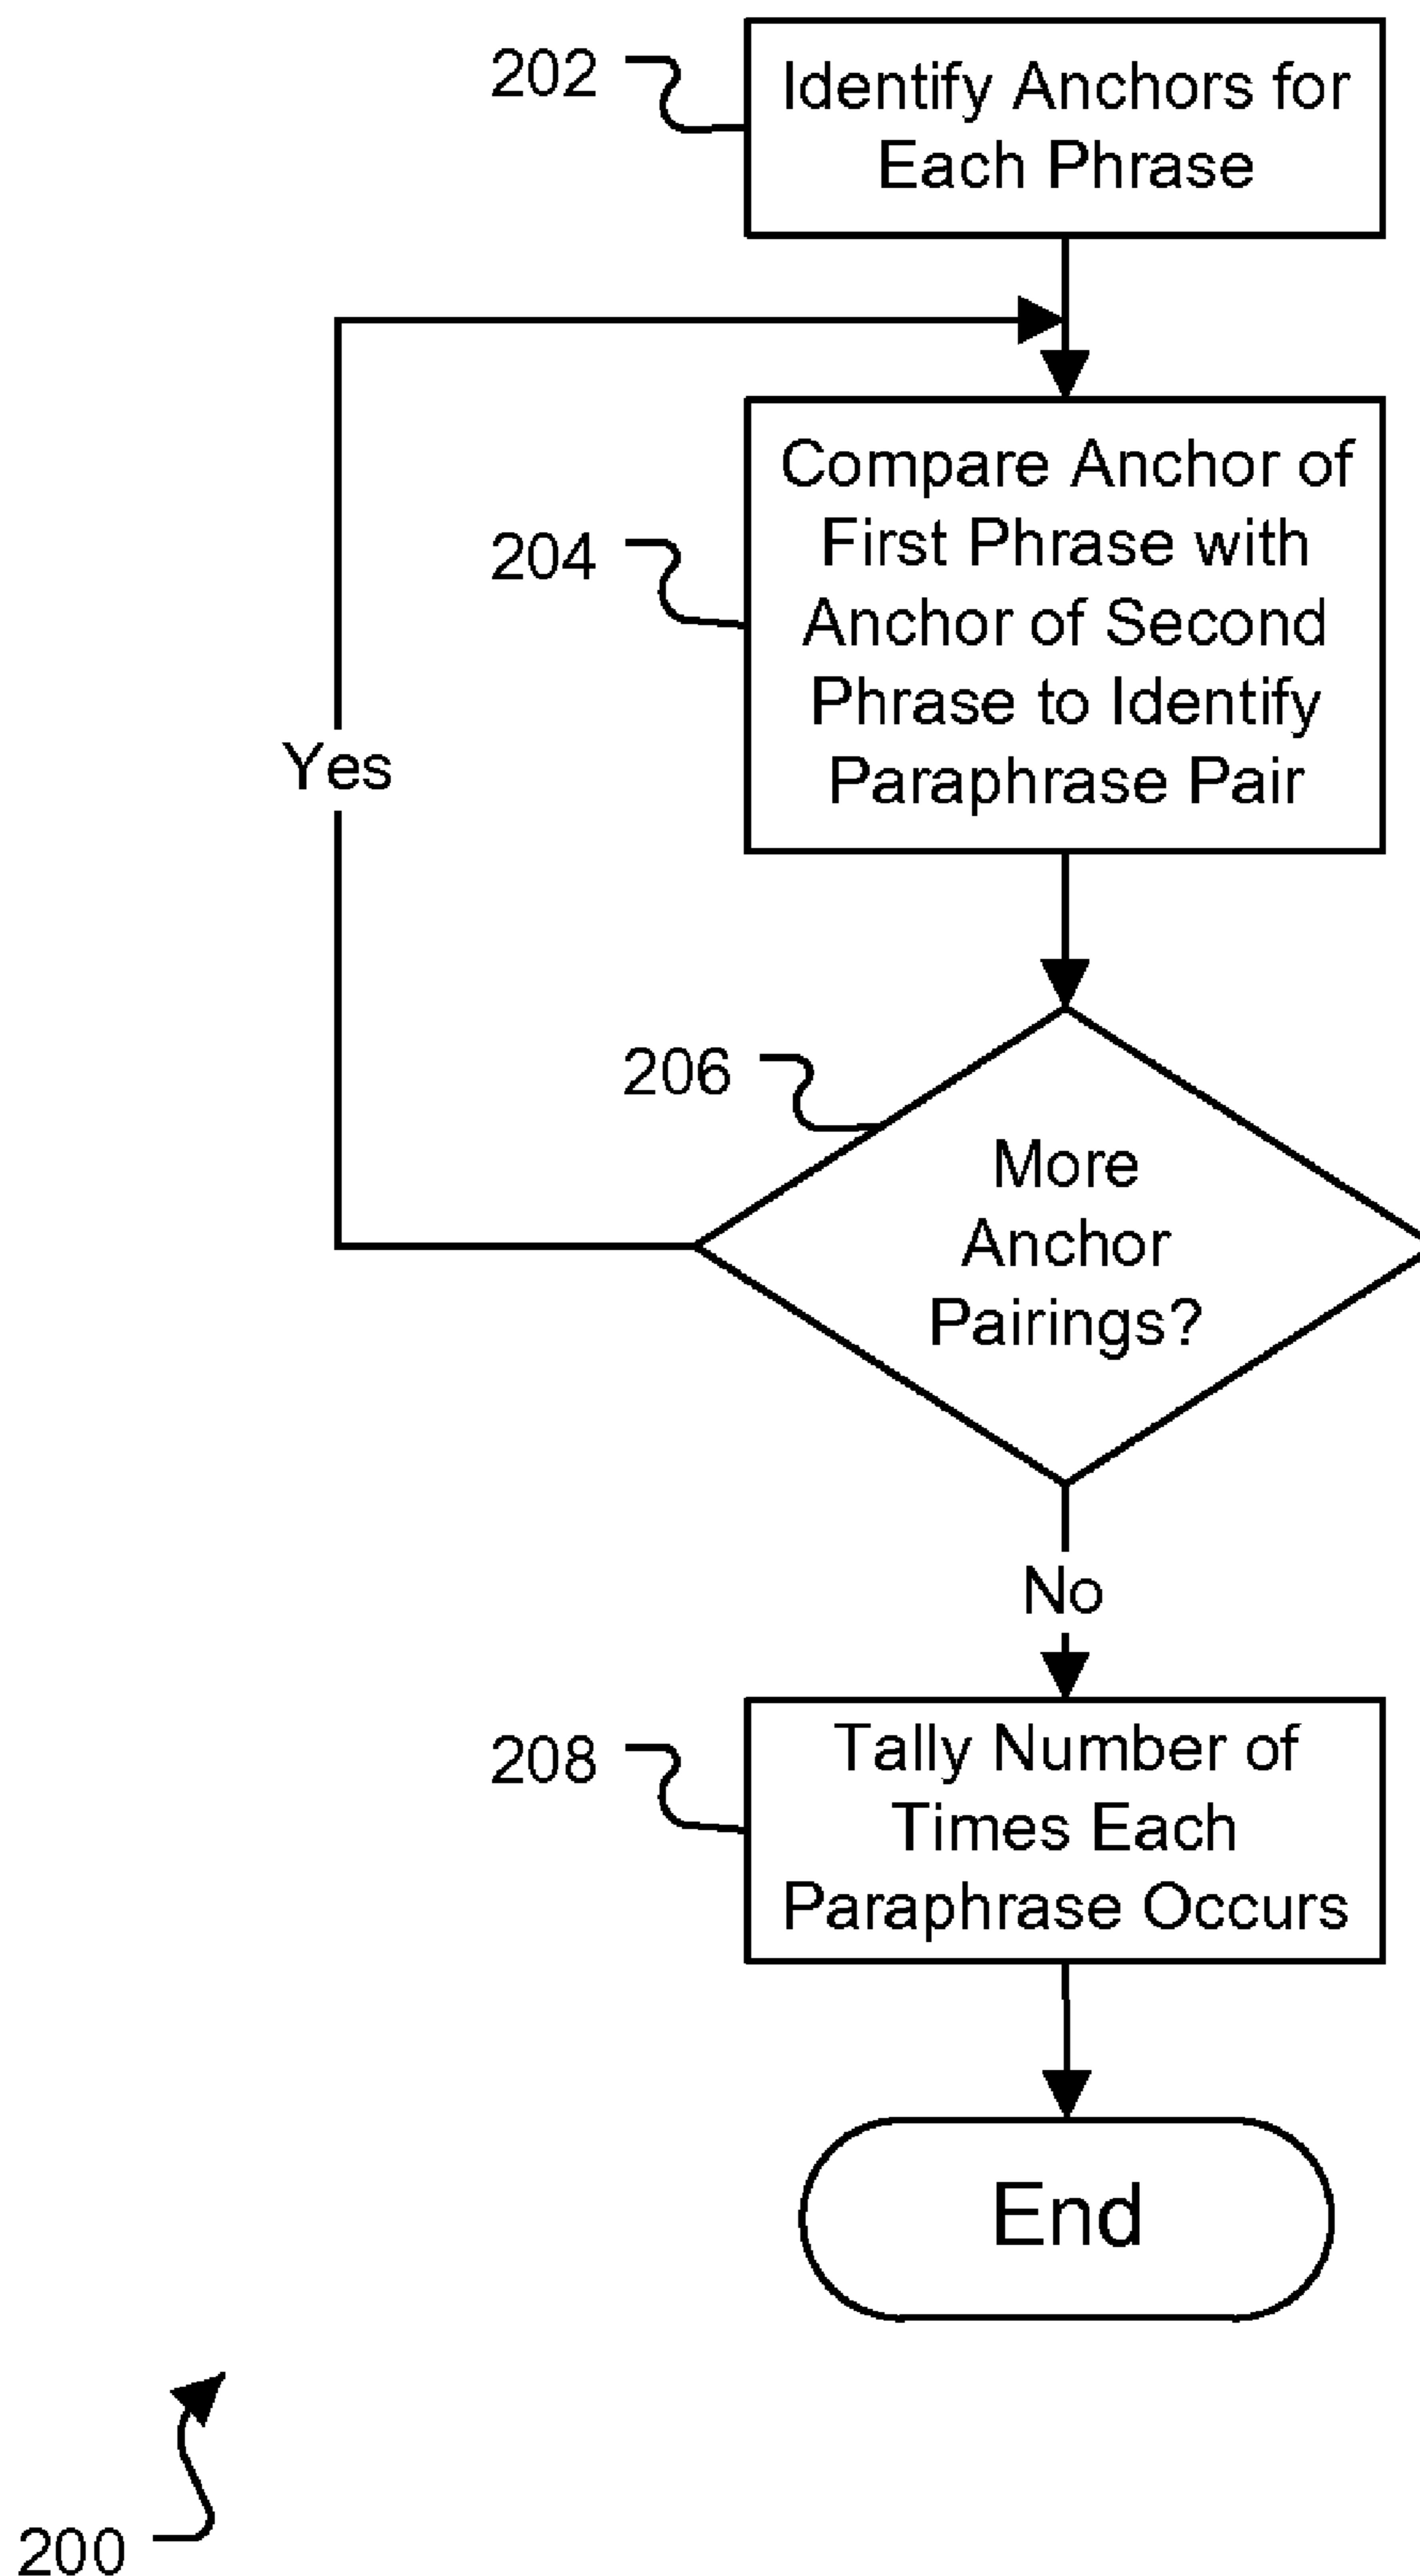 202
Identify Anchors for
Each Phrase
204
Compare Anchor of
First Phrase with
Anchor of Second
Phrase to Identify
Paraphrase Pair
Yes
206
More
Anchor
Pairings?
No
208
Tally Number of
Times Each
Paraphrase Occurs
End
200